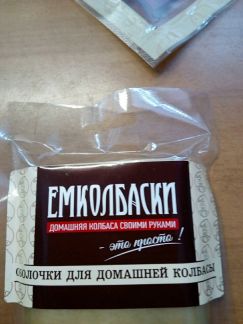 ЕМКОЛБАСКИ
ДОМАШНЯЯ КОЛБАСА СВОИМИ РУКАМИ
- это просто!
ОБОЛОЧКИ ДЛЯ ДОМАШНЕЙ КОЛБАСЫ